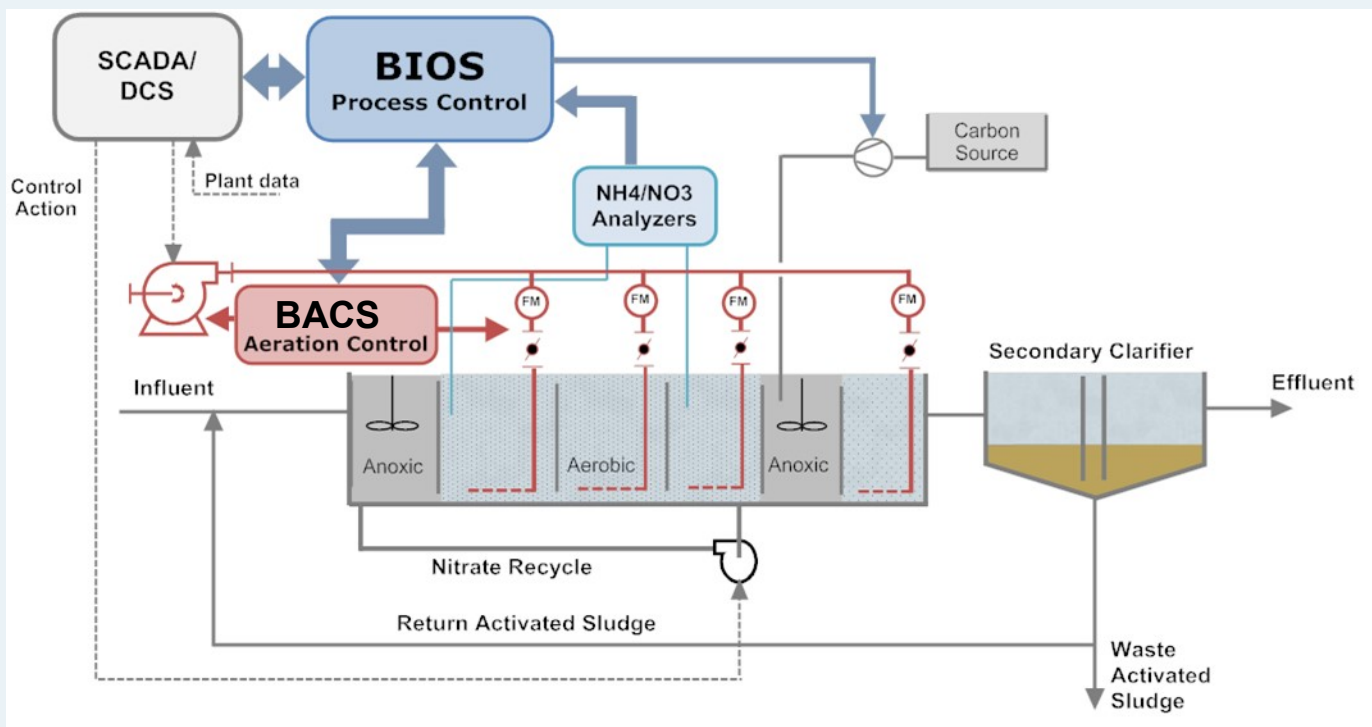 SCADA/
DCS
BIOS
Process Control
Carbon
Source
Control
Action
Plant data
NH4/NO3
Analyzers
BACS
Aeration Control
FM
FM
FM
FM
Influent
Secondary Clarifier
Effluent
Anoxic
Aerobic
Anoxic
Nitrate Recycle
Return Activated Sludge
Waste
Activated
Sludge